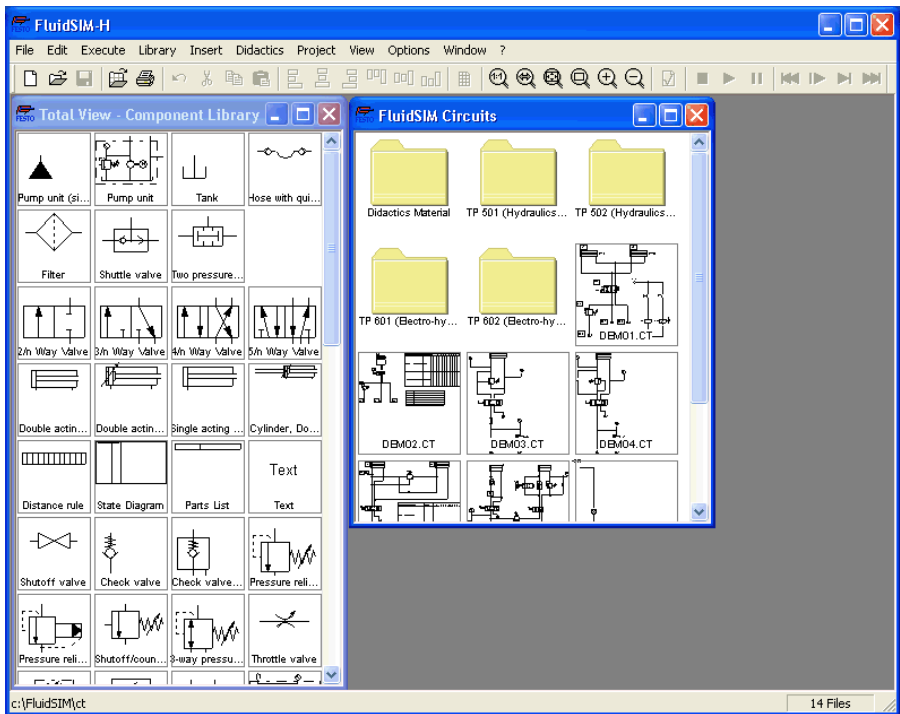 FluidSIM-H
File Edit Execute Library Insert Didactics Project View Options Window ?
1:1
FESTO Total View - Component Library
FESTO FluidSIM Circuits
Pump unit (si... Pump unit Tank Hose with qui...
Filter Shuttle valve Two pressure...
2/n Way Valve 3/n Way Valve 4/n Way Valve 5/n Way Valve
Double actin... Double actin... Single acting ... Cylinder, Do...
Text
Distance rule State Diagram Parts List Text
Shutoff valve Check valve Check valve... Pressure reli...
Pressure reli... Shutoff/coun... 3-way pressu... Throttle valve
Didactics Material TP 501 (Hydraulics... TP 502 (Hydraulics...
TP 601 (Electro-hy... TP 602 (Electro-hy... DEMO1.CT
DEMO2.CT DEMO3.CT DEMO4.CT
c:\FluidSIM\ct 14 Files